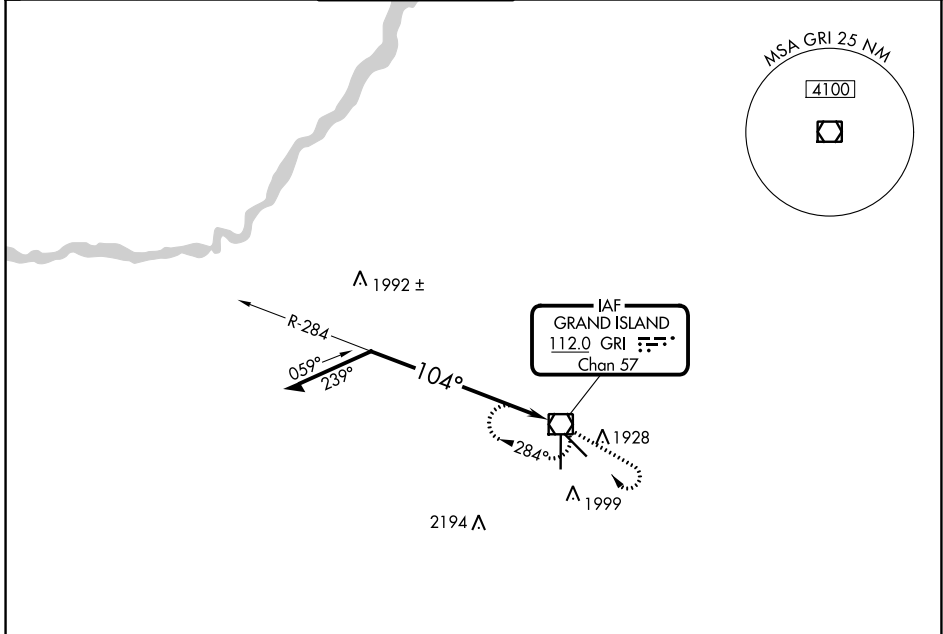 MSA GRI 25 NM
4100
1992 ±
R-284
059°
239°
104°
IAF
GRAND ISLAND
112.0 GRI
Chan 57
284°
1928
1999
2194